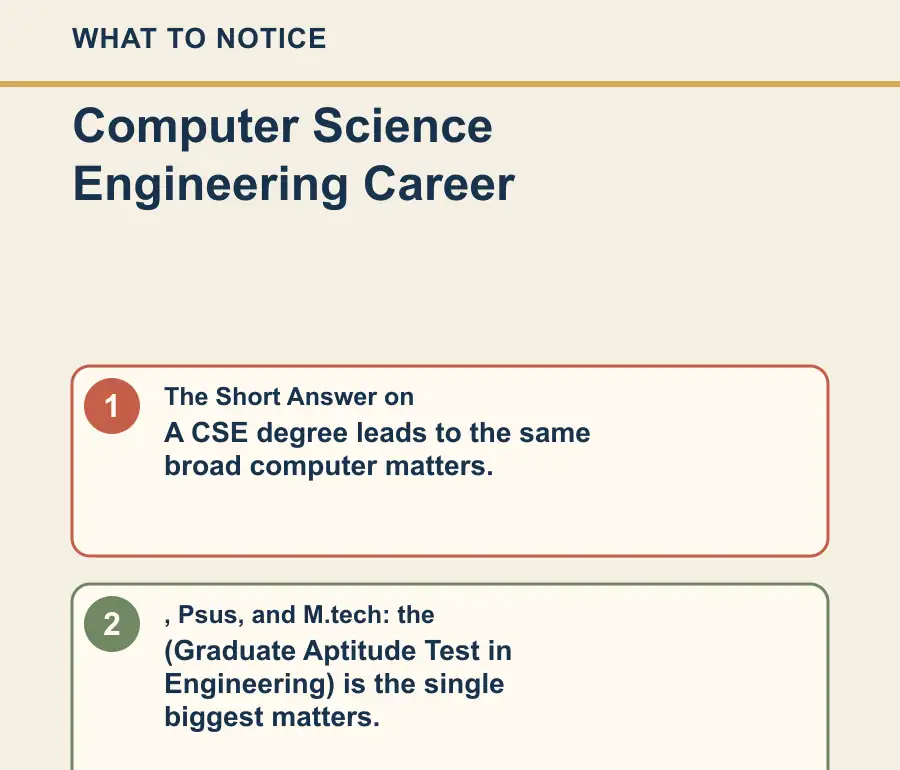 WHAT TO NOTICE
Computer Science
Engineering Career
1
The Short Answer on
A CSE degree leads to the same
broad computer matters.
2
, Psus, and M.tech: the
(Graduate Aptitude Test in
Engineering) is the single
biggest matters.